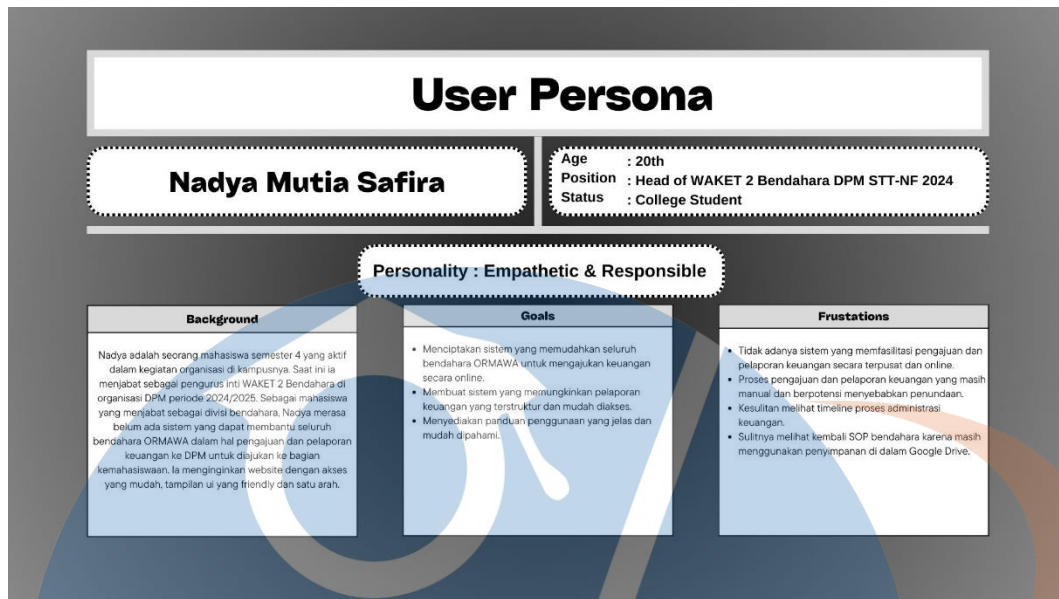 User Persona
Nadya Mutia Safira
Age : 20th
Position : Head of WAKET 2 Bendahara DPM STT-NF 2024
Status : College Student
Personality : Empathetic & Responsible
Background
Nadya adalah seorang mahasiswa semester 4 yang aktif
dalam kegiatan organisasi di kampusnya. Saat ini ia
menjabat sebagai pengurus inti WAKET 2 Bendahara di
organisasi DPM periode 2024/2025. Sebagai mahasiswa
yang menjabat sebagai divisi bendahara, Nadya merasa
belum ada sistem yang dapat membantu seluruh
bendahara ORMAWA dalam hal pengajuan dan pelaporan
keuangan ke DPM untuk diajukan ke bagian
kemahasiswaan. Ia menginginkan website dengan akses
yang mudah, tampilan ui yang friendly dan satu arah.
Goals
• Menciptakan sistem yang memudahkan seluruh
bendahara ORMAWA untuk mengajukan keuangan
secara online.
• Membuat sistem yang memungkinkan pelaporan
keuangan yang terstruktur dan mudah diakses.
• Menyediakan panduan penggunaan yang jelas dan
mudah dipahami.
Frustations
• Tidak adanya sistem yang memfasilitasi pengajuan dan
pelaporan keuangan secara terpusat dan online.
• Proses pengajuan dan pelaporan keuangan yang masih
manual dan berpotensi menyebabkan penundaan.
• Kesulitan melihat timeline proses administrasi
keuangan.
• Sulitnya melihat kembali SOP bendahara karena masih
menggunakan penyimpanan di dalam Google Drive.